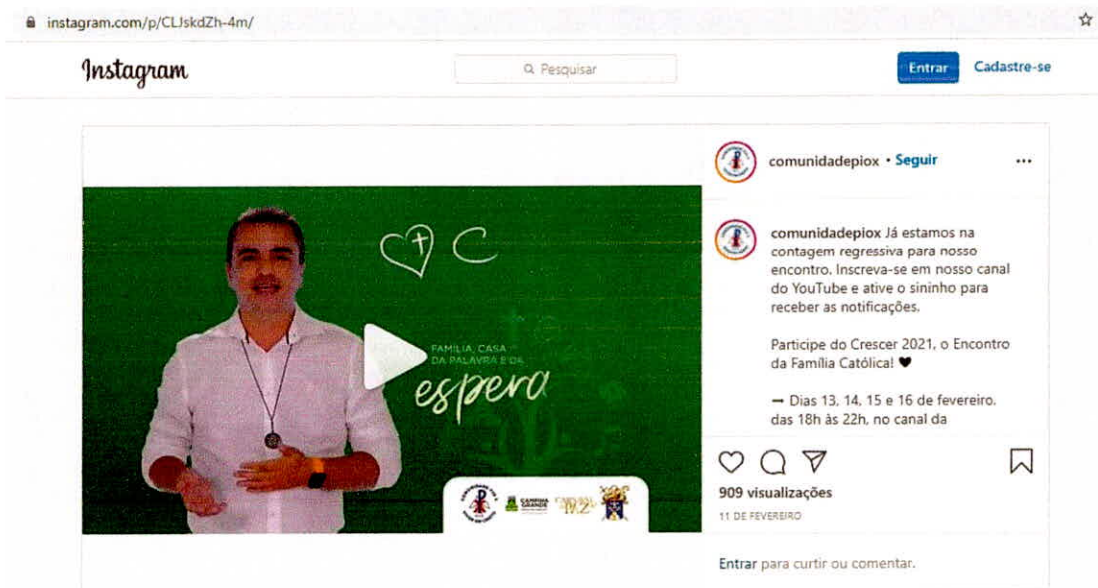 instagram.com/p/CLJskdZh-4m/
Instagram
Pesquisar
Entrar
Cadastre-se
comunidadepiox • Seguir
comunidadepiox Já estamos na
contagem regressiva para nosso
encontro. Inscreva-se em nosso canal
do YouTube e ative o sininho para
receber as notificações.
Participe do Crescer 2021, o Encontro
da Família Católica! 🖤
→ Dias 13, 14, 15 e 16 de fevereiro.
das 18h às 22h, no canal da
C
FAMÍLIA, CASA
DA PALAVRA E DA
espera
CAMPINA
GRANDE
909 visualizações
11 DE FEVEREIRO
Entrar para curtir ou comentar.